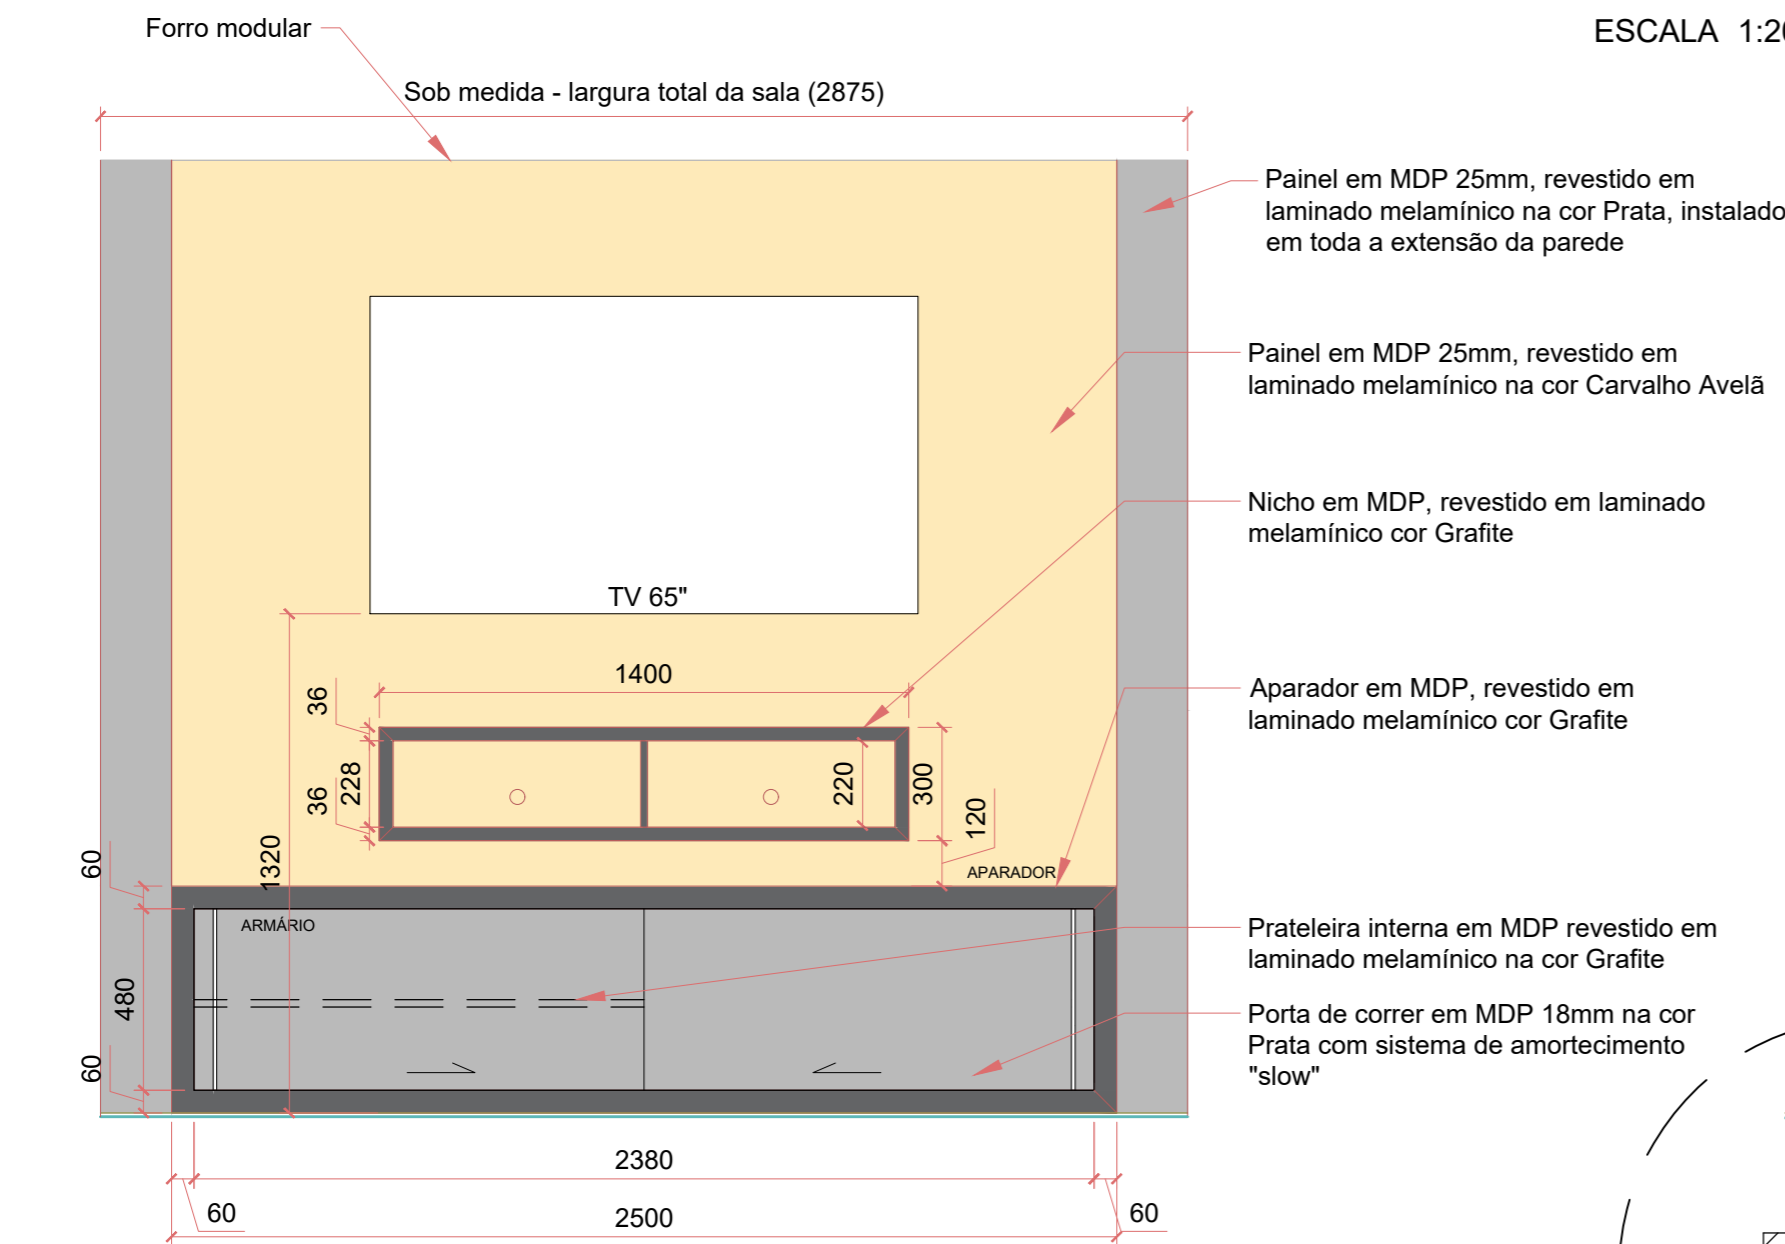 Forro modular
ESCALA 1:20
Sob medida - largura total da sala (2875)
Painel em MDP 25mm, revestido em
laminado melamínico na cor Prata, instalado
em toda a extensão da parede
Painel em MDP 25mm, revestido em
laminado melamínico na cor Carvalho Avelã
Nicho em MDP, revestido em laminado
melamínico cor Grafite
TV 65"
1400
36
228
36
220
300
120
1320
Aparador em MDP, revestido em
laminado melamínico cor Grafite
APARADOR
60
480
60
ARMÁRIO
Prateleira interna em MDP revestido em
laminado melamínico na cor Grafite
Porta de correr em MDP 18mm na cor
Prata com sistema de amortecimento
"slow"
2380
60
2500
60